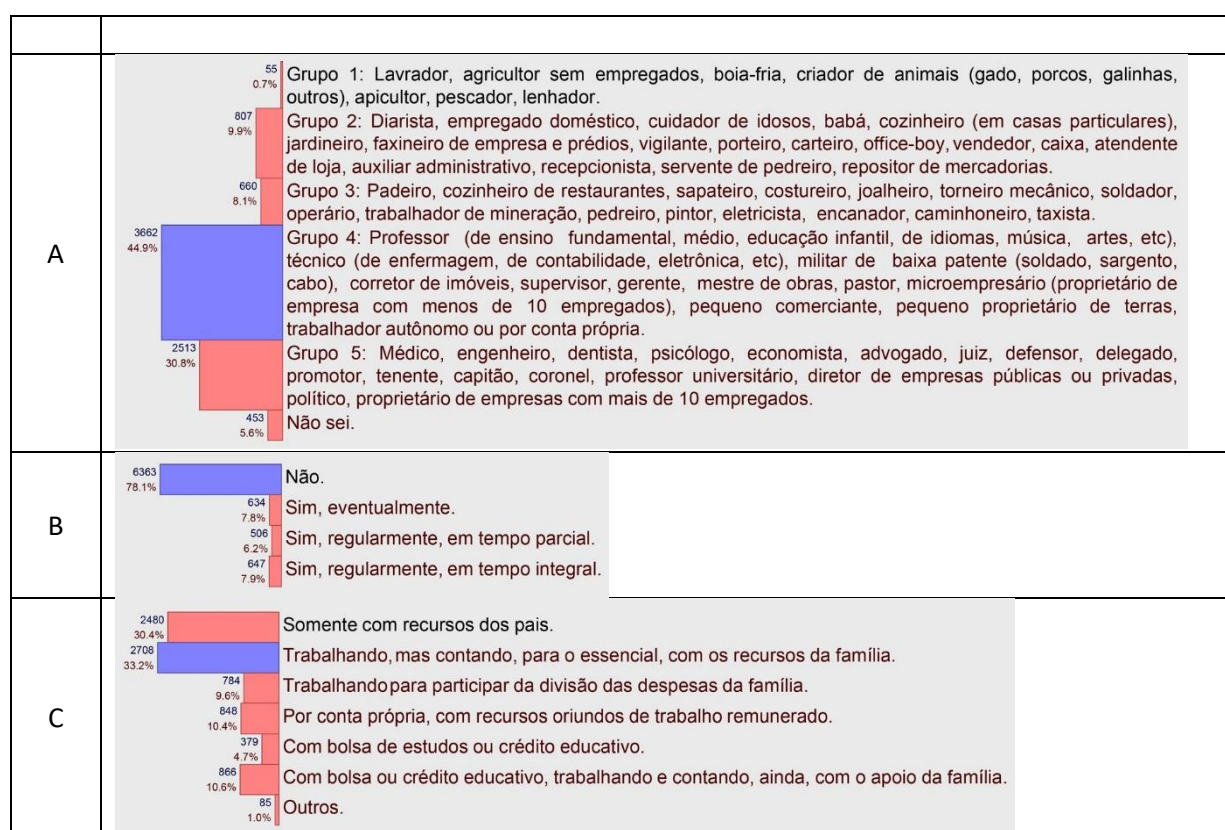 A
55
0.7%
Grupo 1: Lavrador, agricultor sem empregados, boia-fria, criador de animais (gado, porcos, galinhas,
outros), apicultor, pescador, lenhador.
807
9.9%
Grupo 2: Diarista, empregado doméstico, cuidador de idosos, babá, cozinheiro (em casas particulares),
jardineiro, faxineiro de empresa e prédios, vigilante, porteiro, carteiro, office-boy, vendedor, caixa, atendente
de loja, auxiliar administrativo, recepcionista, servente de pedreiro, repositor de mercadorias.
660
8.1%
Grupo 3: Padeiro, cozinheiro de restaurantes, sapateiro, costureiro, joalheiro, torneiro mecânico, soldador,
operário, trabalhador de mineração, pedreiro, pintor, eletricista, encanador, caminhoneiro, taxista.
3662
44.9%
Grupo 4: Professor (de ensino fundamental, médio, educação infantil, de idiomas, música, artes, etc),
técnico (de enfermagem, de contabilidade, eletrônica, etc), militar de baixa patente (soldado, sargento,
cabo), corretor de imóveis, supervisor, gerente, mestre de obras, pastor, microempresário (proprietário de
empresa com menos de 10 empregados), pequeno comerciante, pequeno proprietário de terras,
trabalhador autônomo ou por conta própria.
2513
30.8%
Grupo 5: Médico, engenheiro, dentista, psicólogo, economista, advogado, juiz, defensor, delegado,
promotor, tenente, capitão, coronel, professor universitário, diretor de empresas públicas ou privadas,
político, proprietário de empresas com mais de 10 empregados.
453
5.6%
Não sei.
B
6363
78.1%
Não.
634
7.8%
Sim, eventualmente.
506
6.2%
Sim, regularmente, em tempo parcial.
647
7.9%
Sim, regularmente, em tempo integral.
C
2480
30.4%
Somente com recursos dos pais.
2708
33.2%
Trabalhando, mas contando, para o essencial, com os recursos da família.
784
9.6%
Trabalhando para participar da divisão das despesas da família.
848
10.4%
Por conta própria, com recursos oriundos de trabalho remunerado.
379
4.7%
Com bolsa de estudos ou crédito educativo.
866
10.6%
Com bolsa ou crédito educativo, trabalhando e contando, ainda, com o apoio da família.
85
1.0%
Outros.